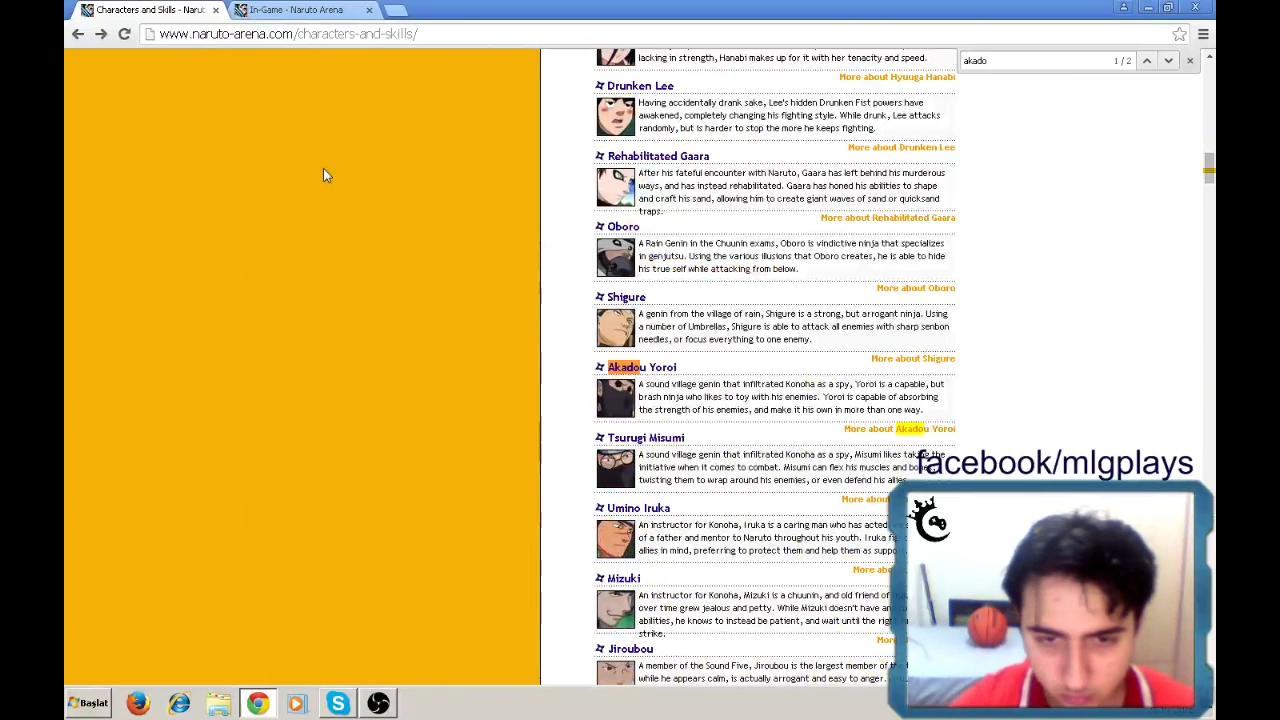 Characters and Skills - Naru
In-Game - Naruto Arena
www.naruto-arena.com/characters-and-skills/
akado
1 / 2
lacking in strength, Hanabi makes up for it with her tenacity and speed.
More about Hyuuga Hanabi
Drunken Lee
Having accidentally drank sake, Lee's hidden Drunken Fist powers have
awakened, completely changing his fighting style. While drunk, Lee attacks
randomly, but is harder to stop the more he keeps fighting.
More about Drunken Lee
Rehabilitated Gaara
After his fateful encounter with Naruto, Gaara has left behind his murderous
ways, and has instead rehabilitated. Gaara has honed his abilities to shape
and craft his sand, allowing him to create giant waves of sand or quicksand
traps.
More about Rehabilitated Gaara
Oboro
A Rain Genin in the Chuunin exams, Oboro is vindictive ninja that specializes
in genjutsu. Using the various illusions that Oboro creates, he is able to hide
his true self while attacking from below.
More about Oboro
Shigure
A genin from the village of rain, Shigure is a strong, but arrogant ninja. Using
a number of Umbrellas, Shigure is able to attack all enemies with sharp senbon
needles, or focus everything to one enemy.
More about Shigure
Akadou Yoroi
A sound village genin that infiltrated Konoha as a spy, Yoroi is a capable, but
brash ninja who likes to toy with his enemies. Yoroi is capable of absorbing
the strength of his enemies, and make it his own in more than one way.
More about Akadou Yoroi
Tsurugi Misumi
A sound village genin that infiltrated Konoha as a spy, Misumi likes taking the
initiative when it comes to combat. Misumi can flex his muscles and
twisting them to wrap around his enemies, or even defend his allies.
More about
Umino Iruka
An instructor for Konoha, Iruka is a caring man who has acted
of a father and mentor to Naruto throughout his youth. Iruka
allies in mind, preferring to protect them and help them as
More
Mizuki
An instructor for Konoha, Mizuki is a chuunin, and old friend of
over time grew jealous and petty. While Mizuki doesn't have
abilities, he knows to instead be patient, and wait until the right
strike.
More
Jiroubou
A member of the Sound Five, Jiroubou is the largest member of the
while he appears calm, is actually arrogant and easy to anger.
facebook/mlgplays
Başlat